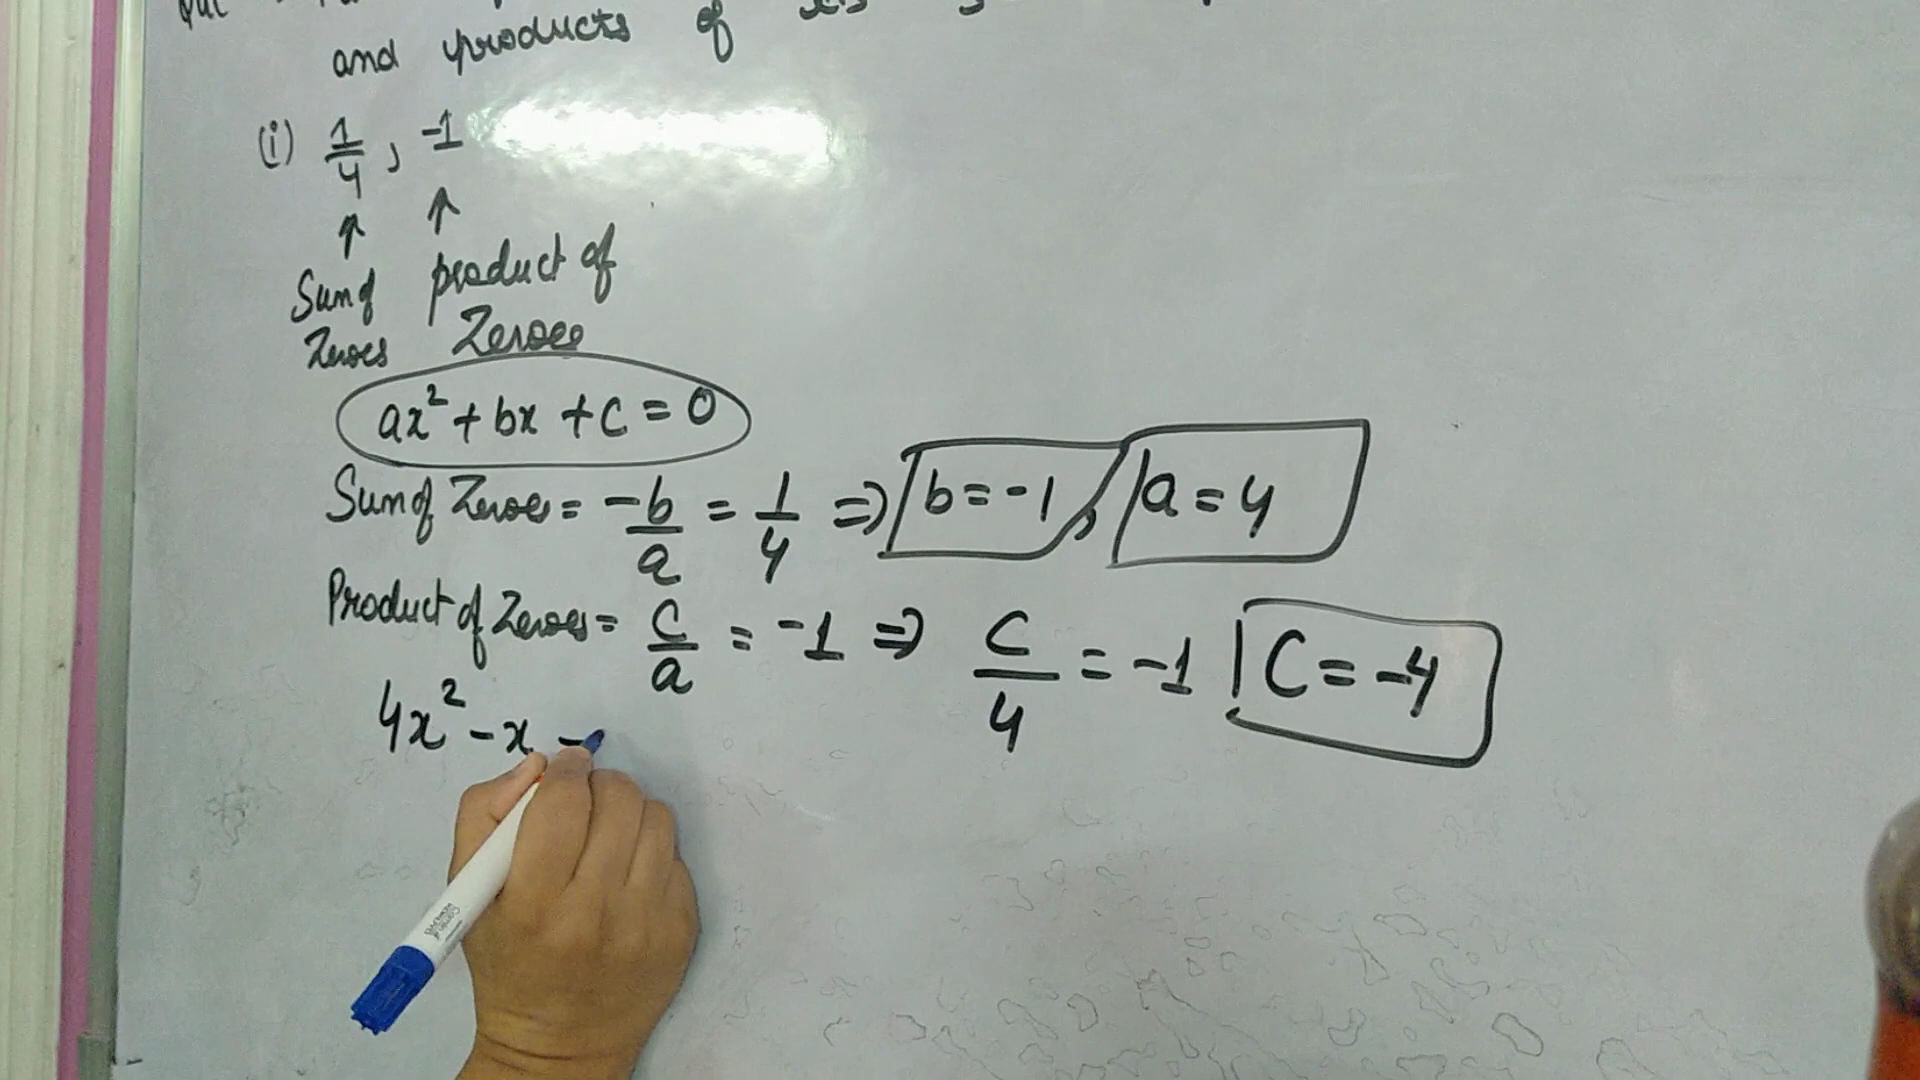 and products of
(i) 1/4, -1
↑ ↑
Sum of product of
Zeroes Zeroes
ax² + bx + c = 0
Sum of Zeroes = -b/a = 1/4 ⇒ b = -1, a = 4
Product of Zeroes = c/a = -1 ⇒ c/4 = -1 | C = -4
4x² - x -